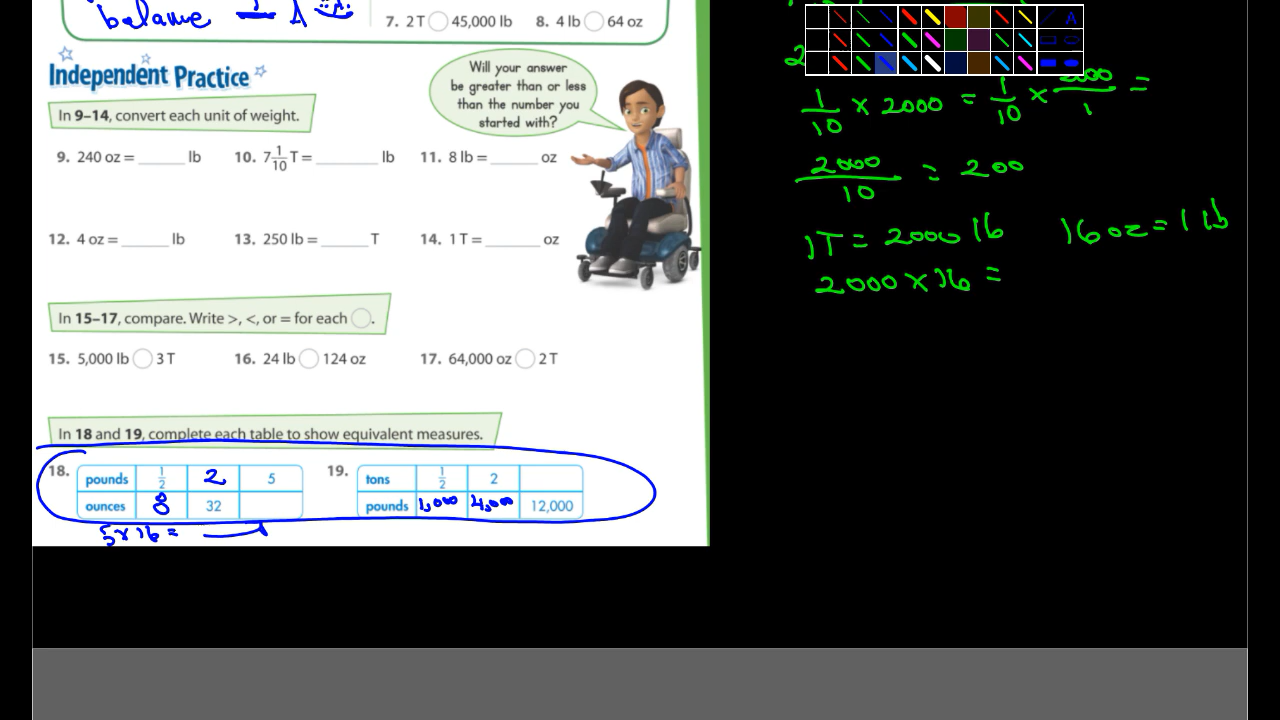 balance
7. 2 T ○ 45,000 lb 8. 4 lb ○ 64 oz
Independent Practice
Will your answer
be greater than or less
than the number you
started with?
In 9–14, convert each unit of weight.
9. 240 oz = ______ lb 10. 7 1/10 T = ________ lb 11. 8 lb = ______ oz
12. 4 oz = ______ lb 13. 250 lb = ______ T 14. 1 T = _______ oz
In 15–17, compare. Write >, <, or = for each ○.
15. 5,000 lb ○ 3 T 16. 24 lb ○ 124 oz 17. 64,000 oz ○ 2 T
In 18 and 19, complete each table to show equivalent measures.
18. pounds 1/2 2 5
ounces 8 32
19. tons 1/2 2
pounds 1,000 4,000 12,000
5 x 16 =
A
2
1/10 x 2000 = 1/10 x 2000/1 =
2000/10 = 200
1T = 2000 lb 16 oz = 1 lb
2000 x 16 =